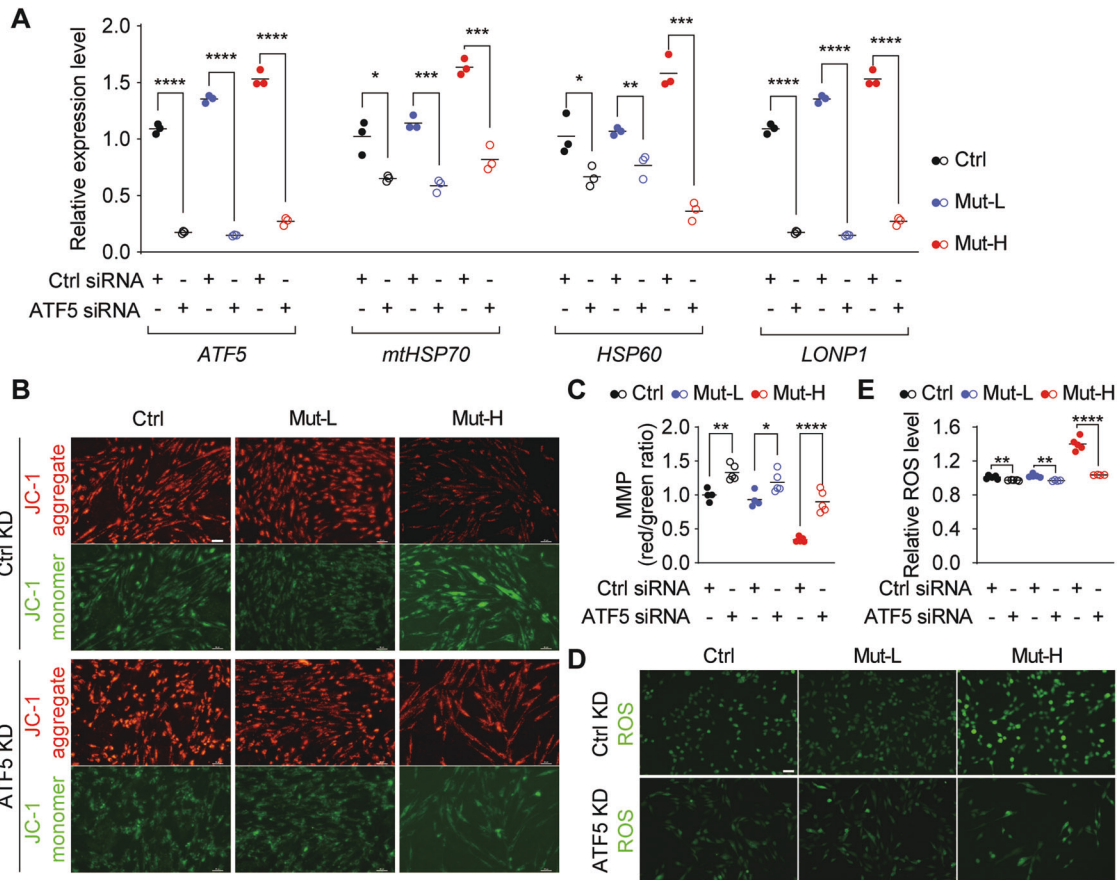 A
Relative expression level
2.0
1.5
1.0
0.5
0.0
**** **** **** * *** *** * ** *** **** **** ****
Ctrl
Mut-L
Mut-H
Ctrl siRNA + - + - + - + - + - + - + - + - + - + - + - + -
ATF5 siRNA - + - + - + - + - + - + - + - + - + - + - + - +
ATF5 mtHSP70 HSP60 LONP1
B
Ctrl Mut-L Mut-H
Ctrl KD
JC-1
aggregate
JC-1
monomer
ATF5 KD
JC-1
aggregate
JC-1
monomer
C
Ctrl Mut-L Mut-H
MMP
(red/green ratio)
2.0
1.5
1.0
0.5
0.0
** * ****
Ctrl siRNA + - + - + -
ATF5 siRNA - + - + - +
E
Ctrl Mut-L Mut-H
Relative ROS level
1.6
1.2
1.0
0.6
0.0
** ** ****
Ctrl siRNA + - + - + -
ATF5 siRNA - + - + - +
D
Ctrl Mut-L Mut-H
Ctrl KD
ROS
ATF5 KD
ROS